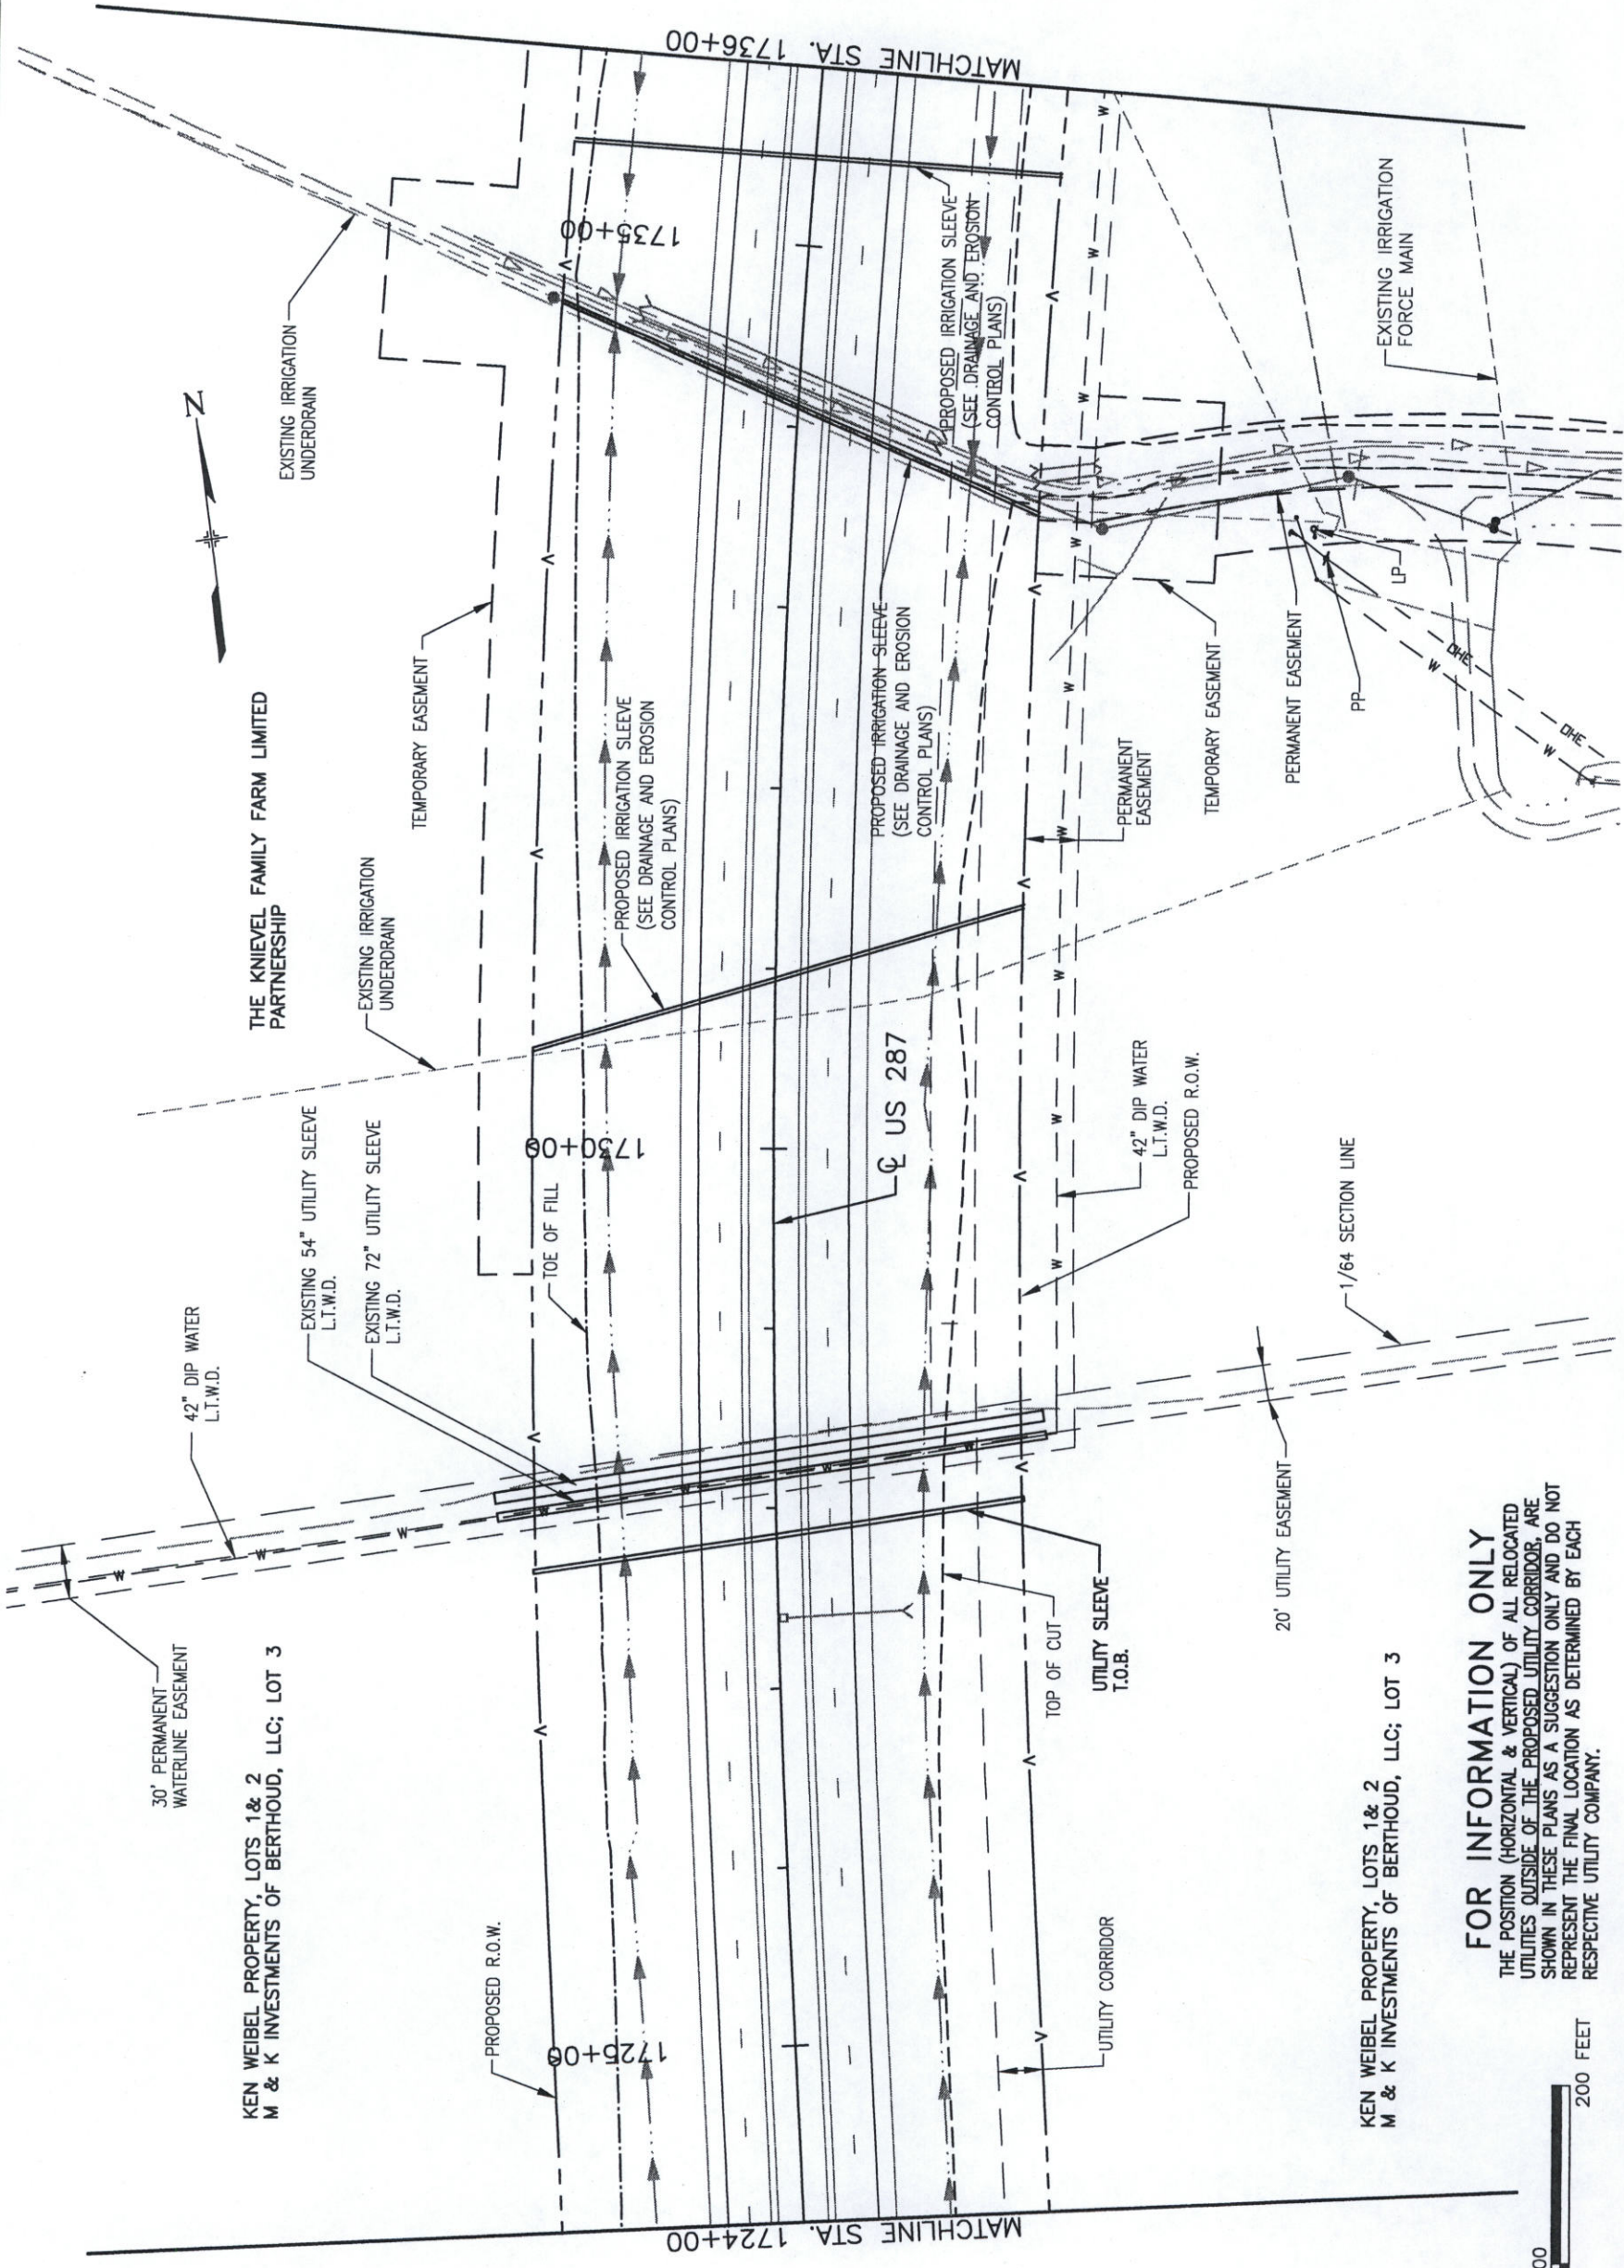 MATCHLINE STA. 1736+00
EXISTING IRRIGATION
UNDERDRAIN
N
1735+00
PROPOSED IRRIGATION SLEEVE
(SEE DRAINAGE AND EROSION
CONTROL PLANS)
EXISTING IRRIGATION
FORCE MAIN
THE KNIEVEL FAMILY FARM LIMITED
PARTNERSHIP
TEMPORARY EASEMENT
PROPOSED IRRIGATION SLEEVE
(SEE DRAINAGE AND EROSION
CONTROL PLANS)
PROPOSED IRRIGATION SLEEVE
(SEE DRAINAGE AND EROSION
CONTROL PLANS)
PERMANENT
EASEMENT
TEMPORARY EASEMENT
PERMANENT EASEMENT
PP
LP
OHE
W
OHE
W
EXISTING IRRIGATION
UNDERDRAIN
1730+00
℄ US 287
EXISTING 54" UTILITY SLEEVE
L.T.W.D.
EXISTING 72" UTILITY SLEEVE
L.T.W.D.
TOE OF FILL
42" DIP WATER
L.T.W.D.
PROPOSED R.O.W.
1/64 SECTION LINE
42" DIP WATER
L.T.W.D.
30' PERMANENT
WATERLINE EASEMENT
20' UTILITY EASEMENT
UTILITY SLEEVE
T.O.B.
TOP OF CUT
KEN WEIBEL PROPERTY, LOTS 1& 2
M & K INVESTMENTS OF BERTHOUD, LLC; LOT 3
PROPOSED R.O.W.
1725+00
UTILITY CORRIDOR
KEN WEIBEL PROPERTY, LOTS 1& 2
M & K INVESTMENTS OF BERTHOUD, LLC; LOT 3
MATCHLINE STA. 1724+00
FOR INFORMATION ONLY
THE POSITION (HORIZONTAL & VERTICAL) OF ALL RELOCATED
UTILITIES OUTSIDE OF THE PROPOSED UTILITY CORRIDOR, ARE
SHOWN IN THESE PLANS AS A SUGGESTION ONLY AND DO NOT
REPRESENT THE FINAL LOCATION AS DETERMINED BY EACH
RESPECTIVE UTILITY COMPANY.
200 FEET